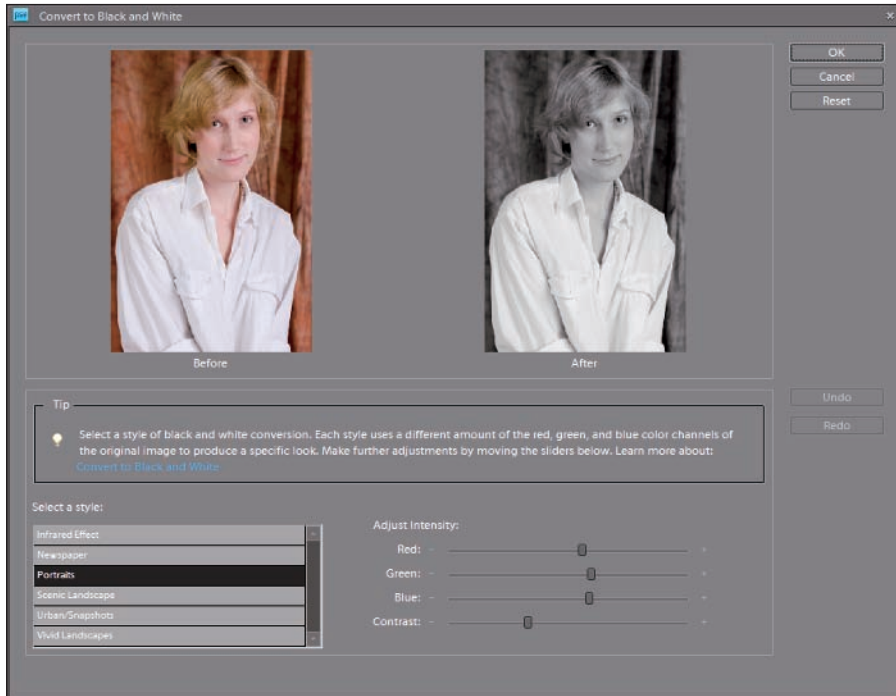 Convert to Black and White
OK
Cancel
Reset
Before
After
Undo
Redo
Tip
Select a style of black and white conversion. Each style uses a different amount of the red, green, and blue color channels of
the original image to produce a specific look. Make further adjustments by moving the sliders below. Learn more about:
Convert to Black and White
Select a style:
Infrared Effect
Newspaper
Portraits
Scenic Landscape
Urban/Snapshots
Vivid Landscapes
Adjust Intensity:
Red:
Green:
Blue:
Contrast: